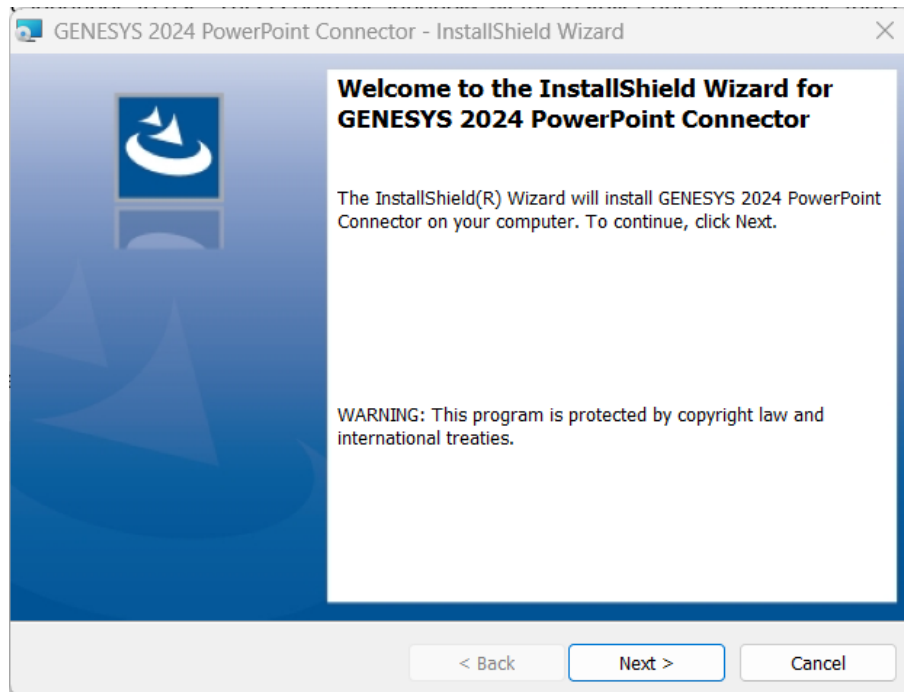 GENESYS 2024 PowerPoint Connector - InstallShield Wizard
Welcome to the InstallShield Wizard for
GENESYS 2024 PowerPoint Connector
The InstallShield(R) Wizard will install GENESYS 2024 PowerPoint
Connector on your computer. To continue, click Next.
WARNING: This program is protected by copyright law and
international treaties.
< Back
Next >
Cancel